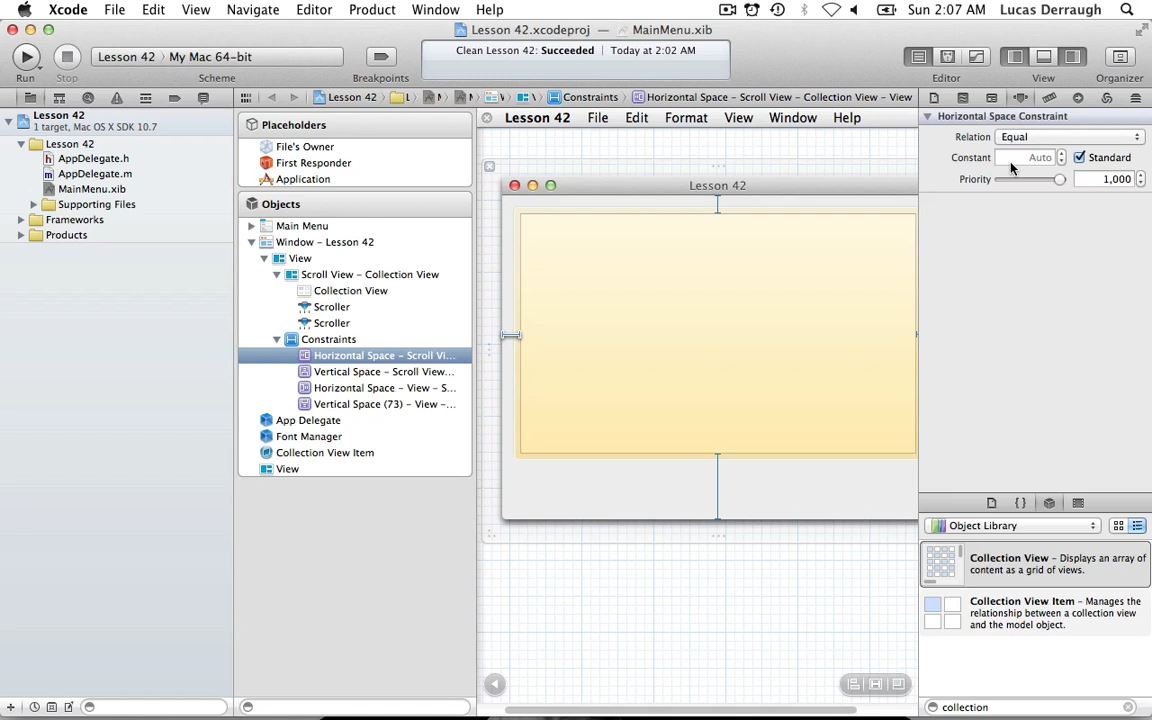 Xcode File Edit View Navigate Editor Product Window Help Sun 2:07 AM Lucas Derraugh
Lesson 42.xcodeproj — MainMenu.xib
Lesson 42 › My Mac 64-bit
Clean Lesson 42: Succeeded | Today at 2:02 AM
Run Stop Scheme Breakpoints Editor View Organizer
Lesson 42
1 target, Mac OS X SDK 10.7
Lesson 42
AppDelegate.h
AppDelegate.m
MainMenu.xib
Supporting Files
Frameworks
Products
Lesson 42 Constraints Horizontal Space – Scroll View – Collection View – View
Placeholders
File's Owner
First Responder
Application
Objects
Main Menu
Window – Lesson 42
View
Scroll View – Collection View
Collection View
Scroller
Scroller
Constraints
Horizontal Space – Scroll Vi...
Vertical Space – Scroll View...
Horizontal Space – View – S...
Vertical Space (73) – View –...
App Delegate
Font Manager
Collection View Item
View
Lesson 42 File Edit Format View Window Help
Lesson 42
Horizontal Space Constraint
Relation Equal
Constant Auto Standard
Priority 1,000
Object Library
Collection View – Displays an array of
content as a grid of views.
Collection View Item – Manages the
relationship between a collection view
and the model object.
collection